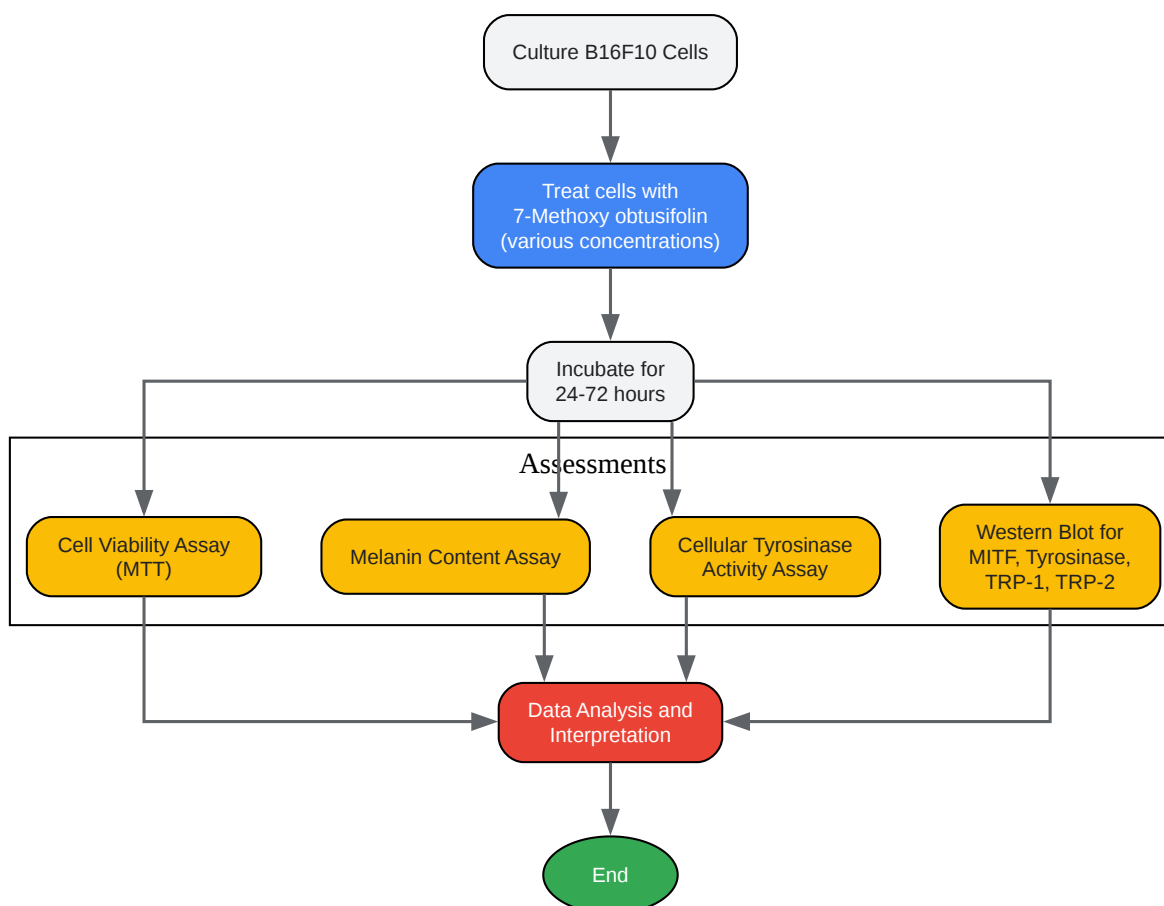 Culture B16F10 Cells
Treat cells with
7-Methoxy obtusifolin
(various concentrations)
Incubate for
24-72 hours
Assessments
Cell Viability Assay
(MTT)
Melanin Content Assay
Cellular Tyrosinase
Activity Assay
Western Blot for
MITF, Tyrosinase,
TRP-1, TRP-2
Data Analysis and
Interpretation
End